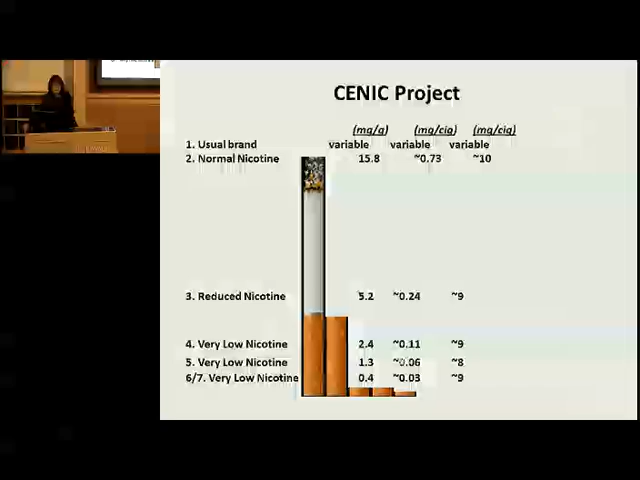 CENIC Project
(mg/g) (mg/cig) (mg/cig)
1. Usual brand variable variable variable
2. Normal Nicotine 15.8 ~0.73 ~10
3. Reduced Nicotine 5.2 ~0.24 ~9
4. Very Low Nicotine 2.4 ~0.11 ~9
5. Very Low Nicotine 1.3 ~0.06 ~8
6/7. Very Low Nicotine 0.4 ~0.03 ~9